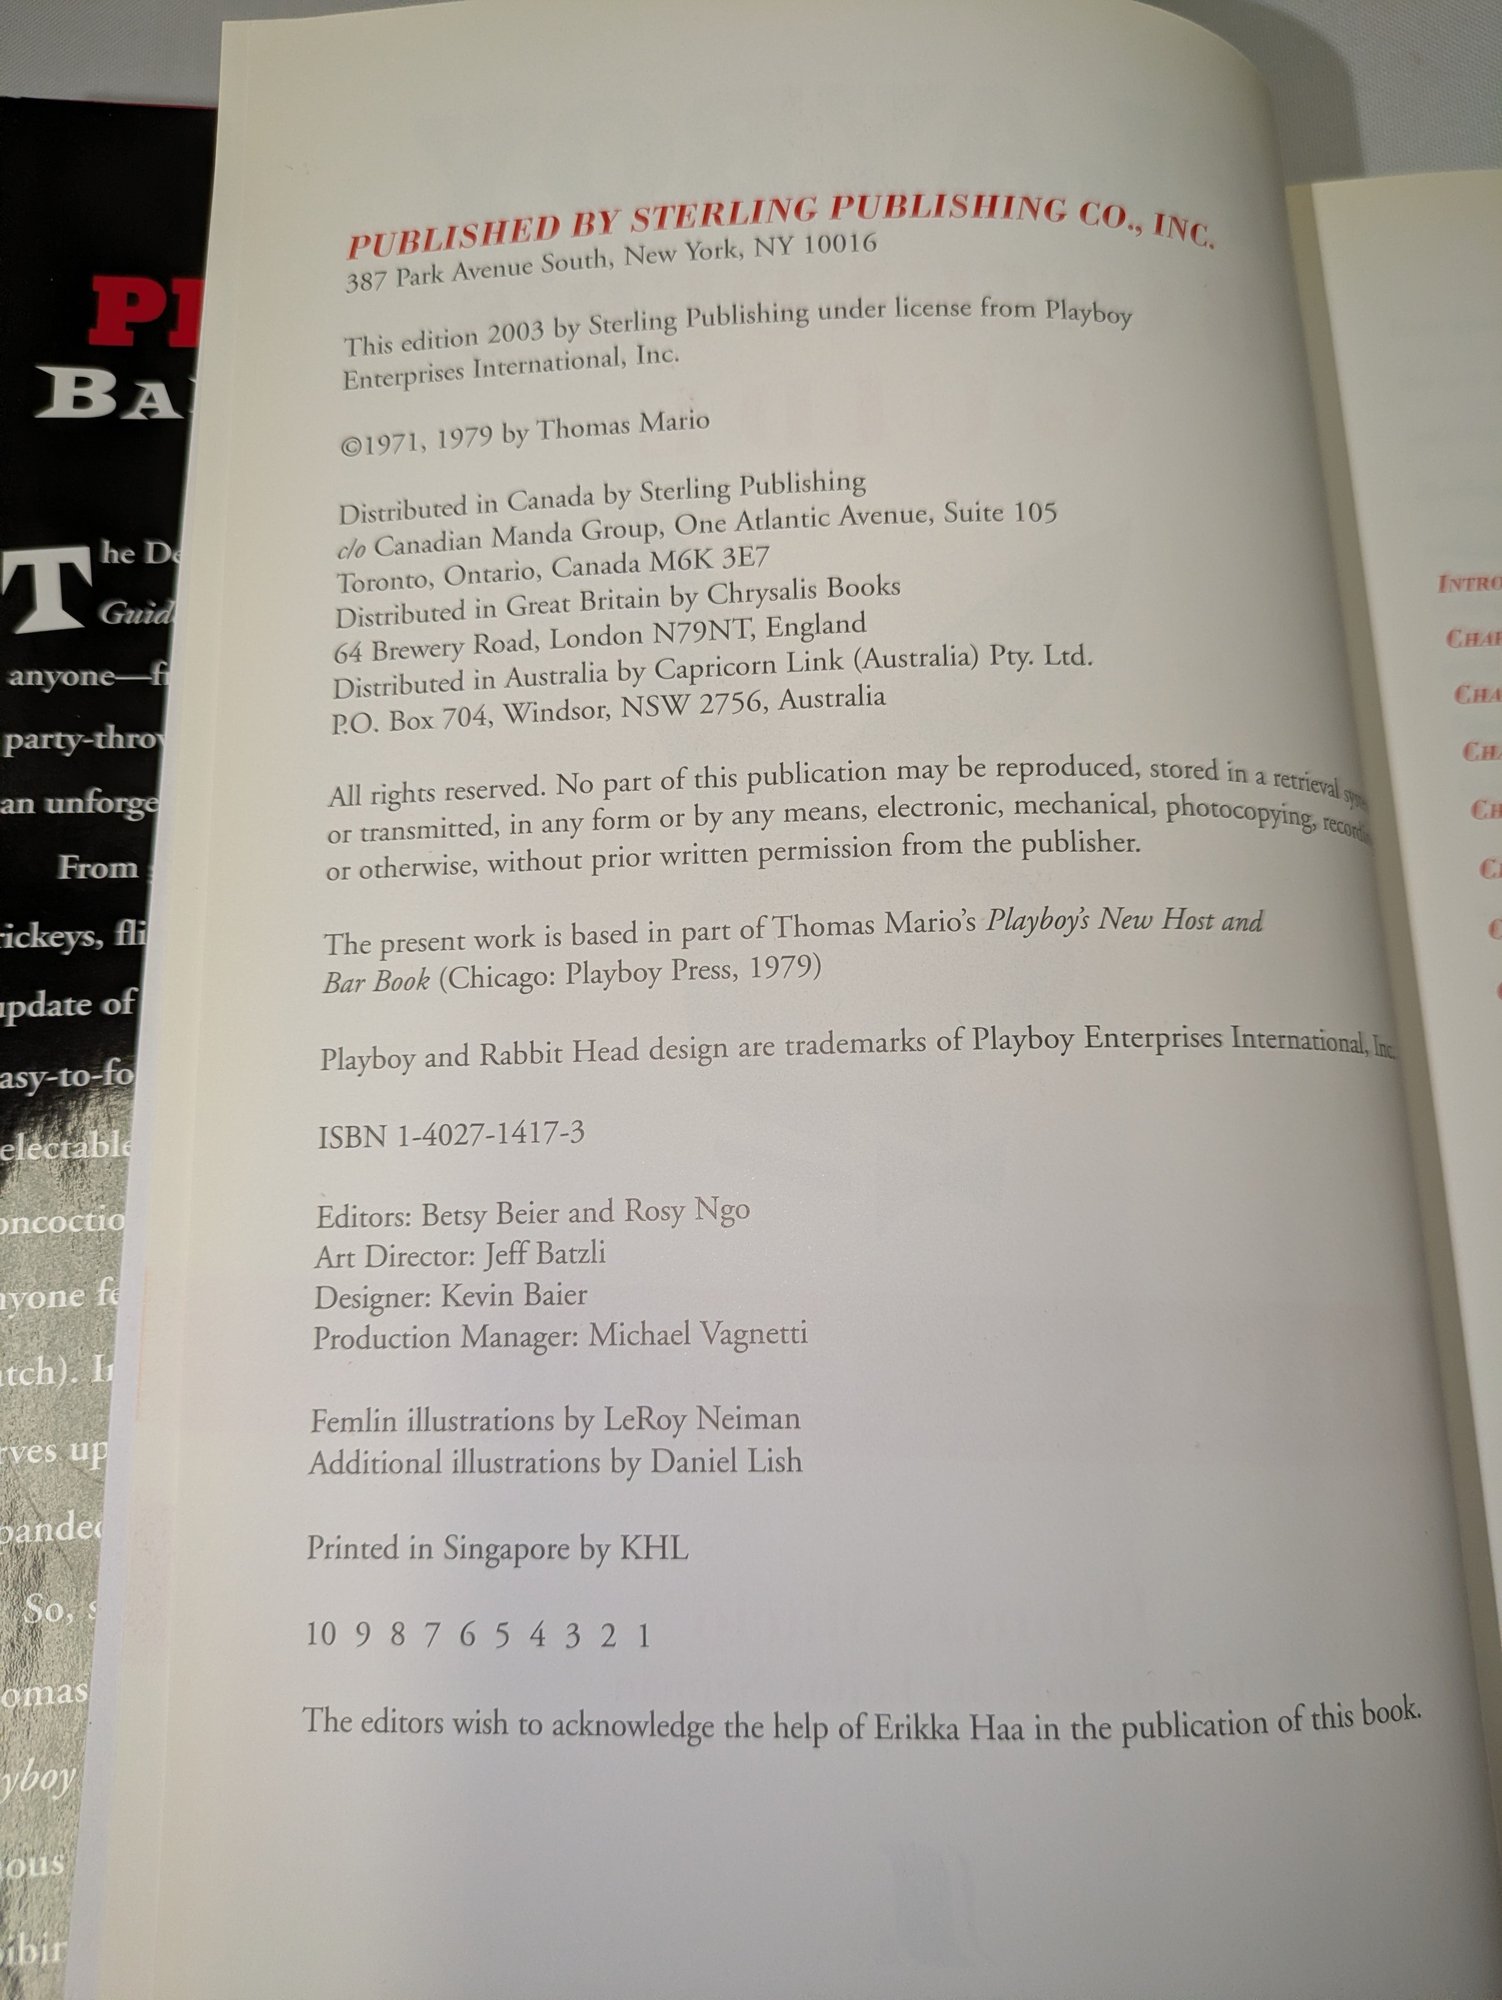 PUBLISHED BY STERLING PUBLISHING CO., INC.
387 Park Avenue South, New York, NY 10016
This edition 2003 by Sterling Publishing under license from Playboy
Enterprises International, Inc.
©1971, 1979 by Thomas Mario
Distributed in Canada by Sterling Publishing
c/o Canadian Manda Group, One Atlantic Avenue, Suite 105
Toronto, Ontario, Canada M6K 3E7
Distributed in Great Britain by Chrysalis Books
64 Brewery Road, London N79NT, England
Distributed in Australia by Capricorn Link (Australia) Pty. Ltd.
P.O. Box 704, Windsor, NSW 2756, Australia
All rights reserved. No part of this publication may be reproduced, stored in a retrieval
or transmitted, in any form or by any means, electronic, mechanical, photocopying,
or otherwise, without prior written permission from the publisher.
The present work is based in part of Thomas Mario's Playboy's New Host and
Bar Book (Chicago: Playboy Press, 1979)
Playboy and Rabbit Head design are trademarks of Playboy Enterprises International, Inc.
ISBN 1-4027-1417-3
Editors: Betsy Beier and Rosy Ngo
Art Director: Jeff Batzli
Designer: Kevin Baier
Production Manager: Michael Vagnetti
Femlin illustrations by LeRoy Neiman
Additional illustrations by Daniel Lish
Printed in Singapore by KHL
10 9 8 7 6 5 4 3 2 1
The editors wish to acknowledge the help of Erikka Haa in the publication of this book.
The
anyone
an
From
update of
So,